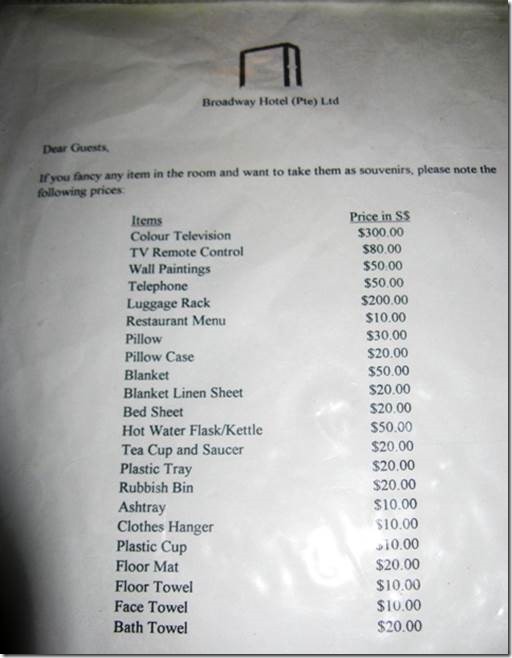 Broadway Hotel (Pte) Ltd
Dear Guests,
If you fancy any item in the room and want to take them as souvenirs, please note the
following prices:
Items Price in S$
Colour Television $300.00
TV Remote Control $80.00
Wall Paintings $50.00
Telephone $50.00
Luggage Rack $200.00
Restaurant Menu $10.00
Pillow $30.00
Pillow Case $20.00
Blanket $50.00
Blanket Linen Sheet $20.00
Bed Sheet $20.00
Hot Water Flask/Kettle $50.00
Tea Cup and Saucer $20.00
Plastic Tray $20.00
Rubbish Bin $20.00
Ashtray $10.00
Clothes Hanger $10.00
Plastic Cup $10.00
Floor Mat $20.00
Floor Towel $10.00
Face Towel $10.00
Bath Towel $20.00